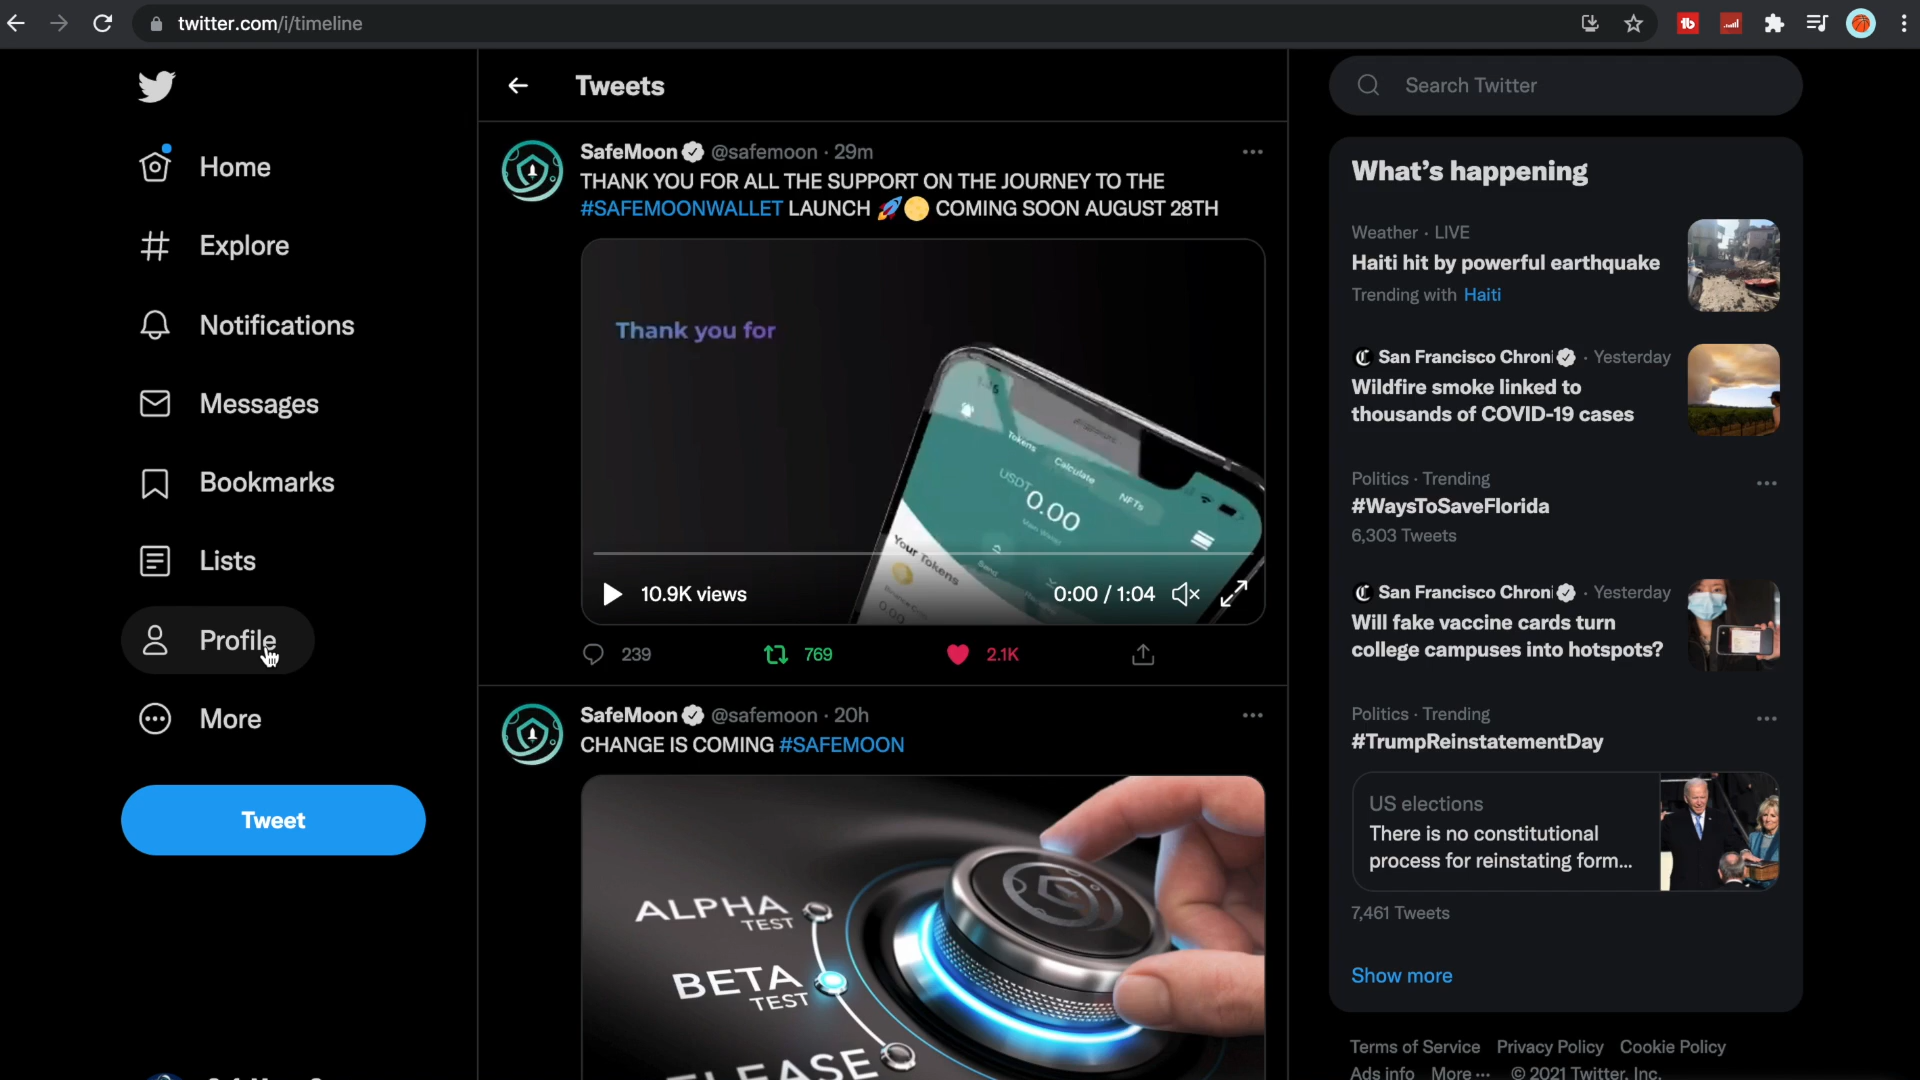 twitter.com/i/timeline
Home
Explore
Notifications
Messages
Bookmarks
Lists
Profile
More
Tweet
Tweets
SafeMoon @safemoon · 29m
THANK YOU FOR ALL THE SUPPORT ON THE JOURNEY TO THE
#SAFEMOONWALLET LAUNCH 🚀🌕 COMING SOON AUGUST 28TH
Thank you for
Tokens
Calculate
NFTs
USDT
0.00
Main Wallet
Send
Your Tokens
0.00
10.9K views
0:00 / 1:04
239
769
2.1K
SafeMoon @safemoon · 20h
CHANGE IS COMING #SAFEMOON
ALPHA
TEST
BETA
TEST
Search Twitter
What's happening
Weather · LIVE
Haiti hit by powerful earthquake
Trending with Haiti
San Francisco Chron · Yesterday
Wildfire smoke linked to
thousands of COVID-19 cases
Politics · Trending
#WaysToSaveFlorida
6,303 Tweets
San Francisco Chron · Yesterday
Will fake vaccine cards turn
college campuses into hotspots?
Politics · Trending
#TrumpReinstatementDay
US elections
There is no constitutional
process for reinstating form...
7,461 Tweets
Show more
Terms of Service Privacy Policy Cookie Policy
Ads info More ··· © 2021 Twitter, Inc.